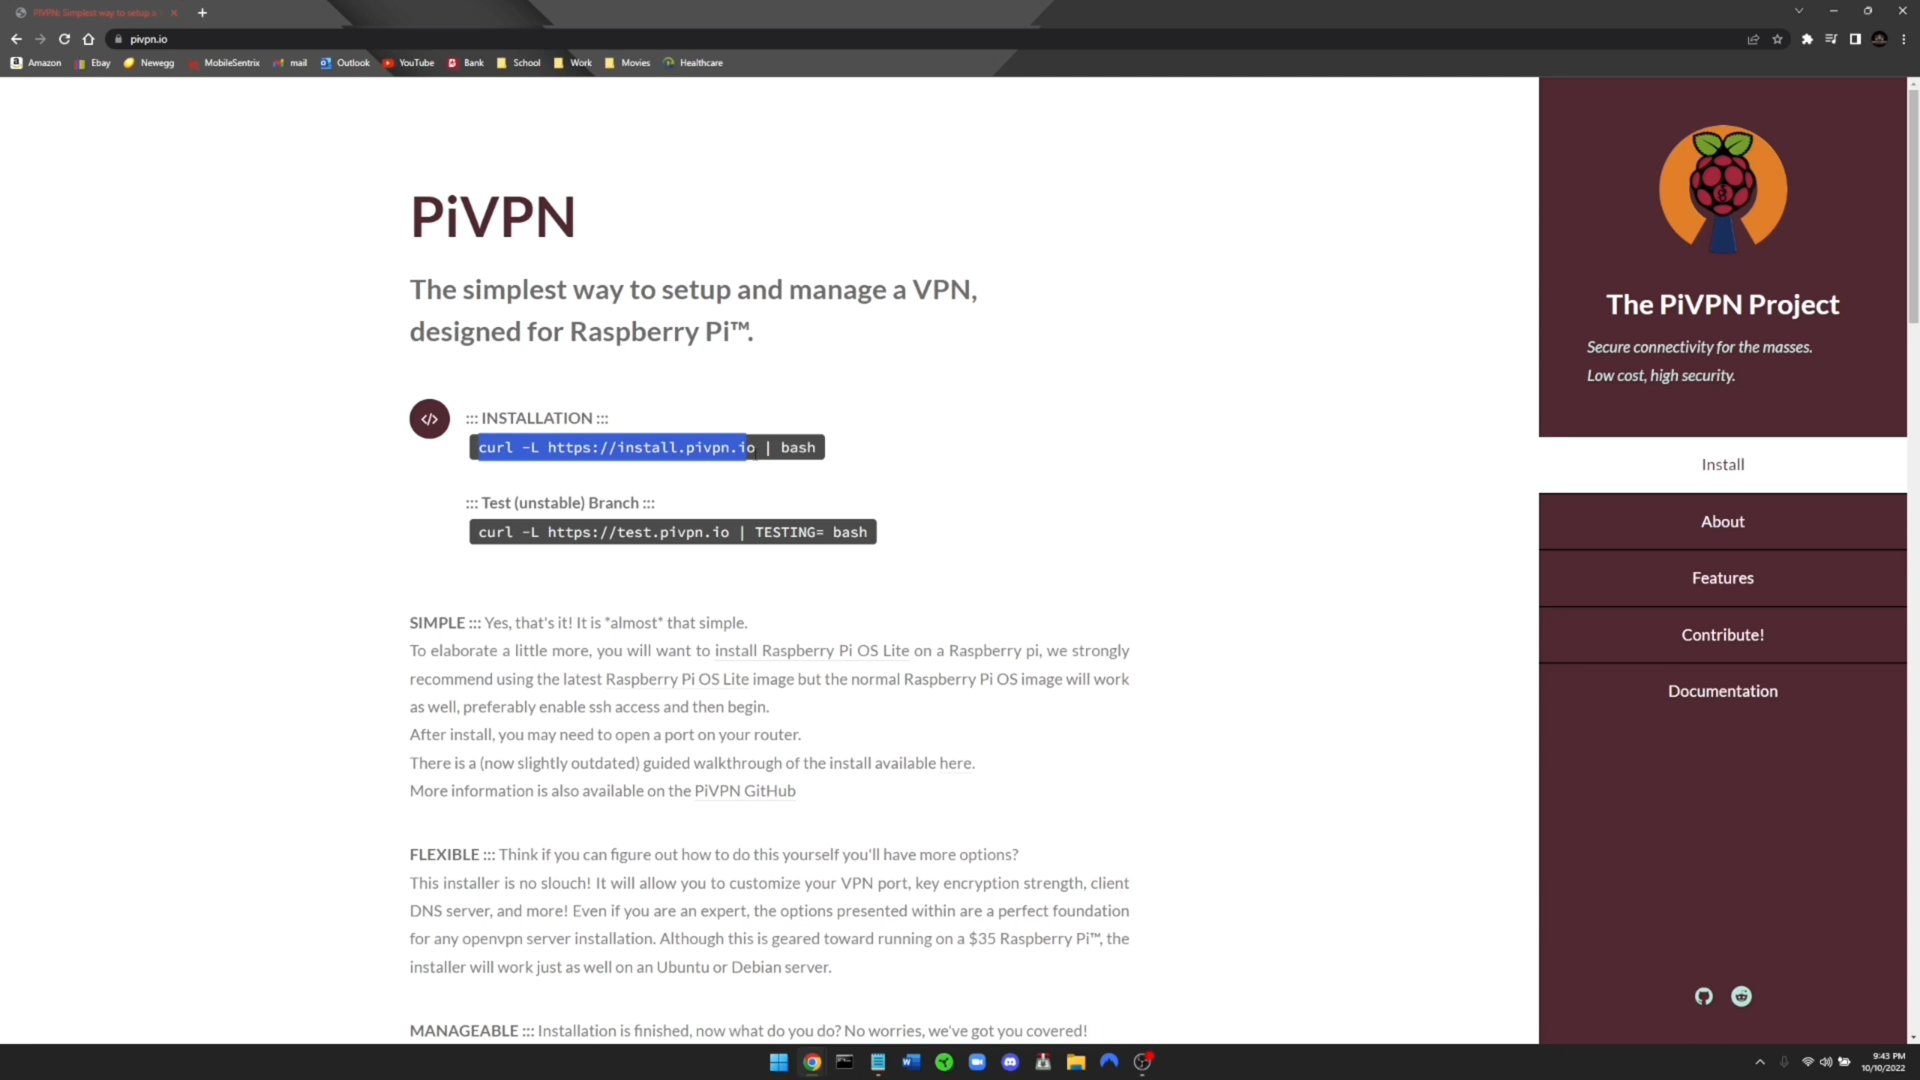 PiVPN: Simplest way to setup a
pivpn.io
Amazon
Ebay
Newegg
MobileSentrix
mail
Outlook
YouTube
Bank
School
Work
Movies
Healthcare
PiVPN
The simplest way to setup and manage a VPN,
designed for Raspberry Pi™.
::: INSTALLATION :::
curl -L https://install.pivpn.io | bash
::: Test (unstable) Branch :::
curl -L https://test.pivpn.io | TESTING= bash
SIMPLE ::: Yes, that's it! It is *almost* that simple.
To elaborate a little more, you will want to install Raspberry Pi OS Lite on a Raspberry pi, we strongly
recommend using the latest Raspberry Pi OS Lite image but the normal Raspberry Pi OS image will work
as well, preferably enable ssh access and then begin.
After install, you may need to open a port on your router.
There is a (now slightly outdated) guided walkthrough of the install available here.
More information is also available on the PiVPN GitHub
FLEXIBLE ::: Think if you can figure out how to do this yourself you'll have more options?
This installer is no slouch! It will allow you to customize your VPN port, key encryption strength, client
DNS server, and more! Even if you are an expert, the options presented within are a perfect foundation
for any openvpn server installation. Although this is geared toward running on a $35 Raspberry Pi™, the
installer will work just as well on an Ubuntu or Debian server.
MANAGEABLE ::: Installation is finished, now what do you do? No worries, we've got you covered!
The PiVPN Project
Secure connectivity for the masses.
Low cost, high security.
Install
About
Features
Contribute!
Documentation
9:43 PM
10/10/2022